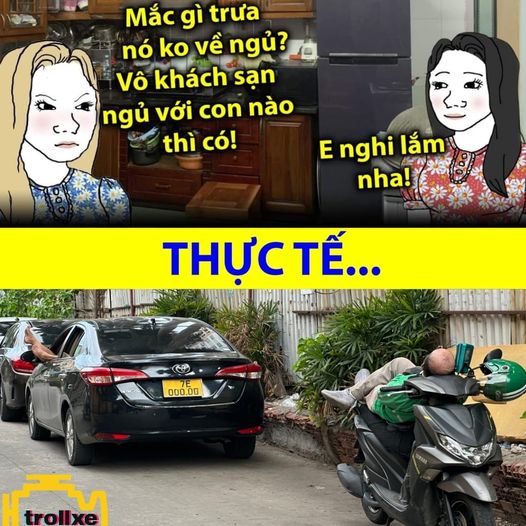 Mắc gì trưa
nó ko về ngủ?
Vô khách sạn
ngủ với con nào
thì có!
E nghi lắm
nha!
THỰC TẾ...
7E
000.00
trollxe